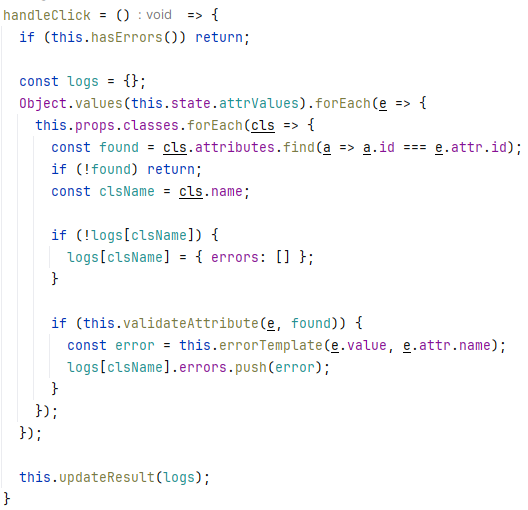 handleClick = () : void => {
  if (this.hasErrors()) return;

  const logs = {};
  Object.values(this.state.attrValues).forEach(e => {
    this.props.classes.forEach(cls => {
      const found = cls.attributes.find(a => a.id === e.attr.id);
      if (!found) return;
      const clsName = cls.name;

      if (!logs[clsName]) {
        logs[clsName] = { errors: [] };
      }

      if (this.validateAttribute(e, found)) {
        const error = this.errorTemplate(e.value, e.attr.name);
        logs[clsName].errors.push(error);
      }
    });
  });

  this.updateResult(logs);
}